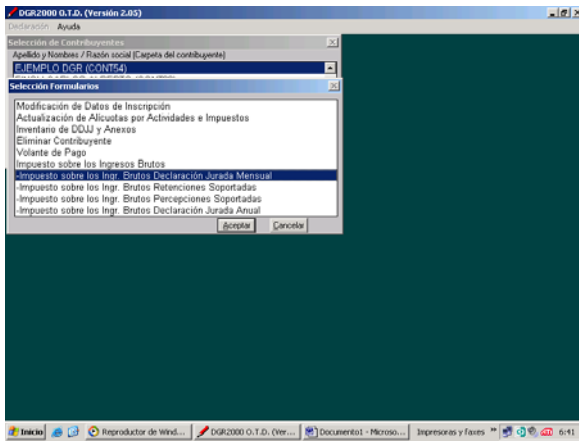 DGR2000 O.T.D. (Versión 2.05)
Declaración Ayuda
Selección de Contribuyentes
Apellido y Nombres / Razón social (Carpeta del contribuyente)
EJEMPLO DGR (CONT54)
Selección Formularios
Modificación de Datos de Inscripción
Actualización de Alícuotas por Actividades e Impuestos
Inventario de DDJJ y Anexos
Eliminar Contribuyente
Volante de Pago
Impuesto sobre los Ingresos Brutos
-Impuesto sobre los Ingr. Brutos Declaración Jurada Mensual
-Impuesto sobre los Ingr. Brutos Retenciones Soportadas
-Impuesto sobre los Ingr. Brutos Percepciones Soportadas
-Impuesto sobre los Ingr. Brutos Declaración Jurada Anual
Aceptar Cancelar
Inicio Reproductor de Wind... DGR2000 O.T.D. (Ver... Documento1 - Microso... Impresoras y faxes » 6:41